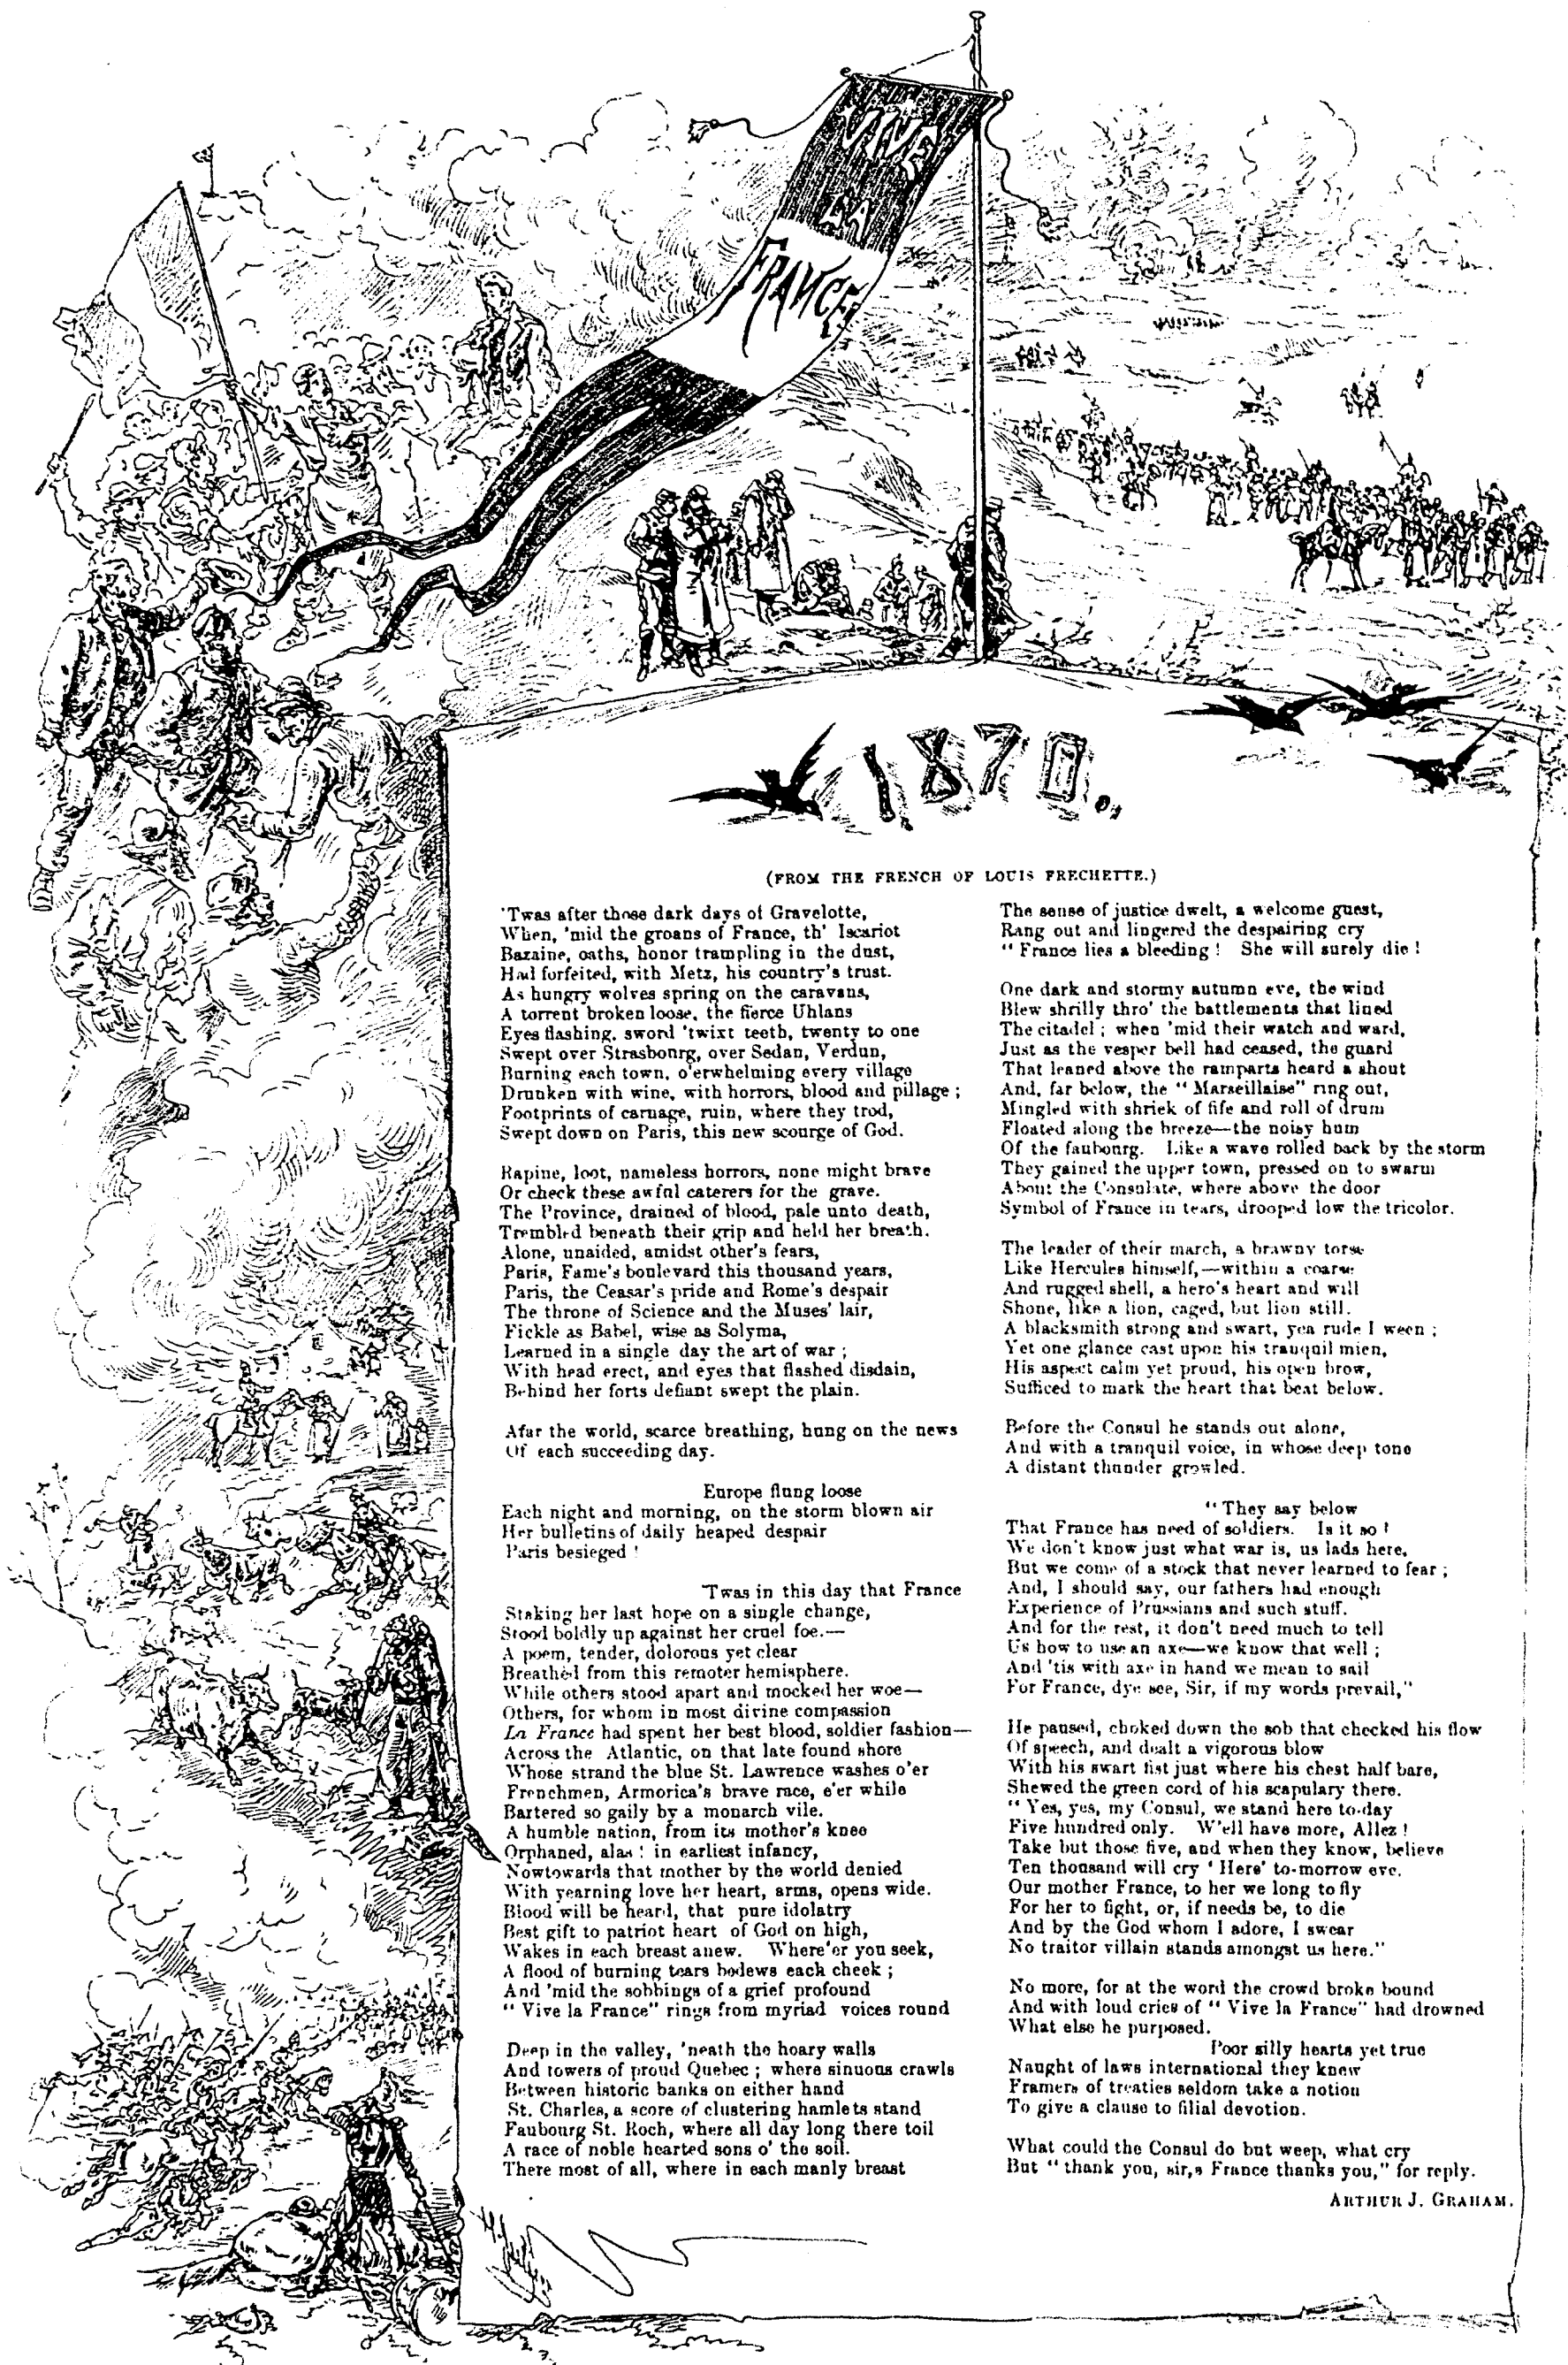 VIVE
LA
FRANCE
1870.
(FROM THE FRENCH OF LOUIS FRECHETTE.)
'Twas after those dark days of Gravelotte,
When, 'mid the groans of France, th' Iscariot
Bazaine, oaths, honor trampling in the dust,
Had forfeited, with Metz, his country's trust.
As hungry wolves spring on the caravans,
A torrent broken loose, the fierce Uhlans
Eyes flashing, sword 'twixt teeth, twenty to one
Swept over Strasbourg, over Sedan, Verdun,
Burning each town, o'erwhelming every village
Drunken with wine, with horrors, blood and pillage ;
Footprints of carnage, ruin, where they trod,
Swept down on Paris, this new scourge of God.
Rapine, loot, nameless horrors, none might brave
Or check these awful caterers for the grave.
The Province, drained of blood, pale unto death,
Trembled beneath their grip and held her breath.
Alone, unaided, amidst other's fears,
Paris, Fame's boulevard this thousand years,
Paris, the Ceasar's pride and Rome's despair
The throne of Science and the Muses' lair,
Fickle as Babel, wise as Solyma,
Learned in a single day the art of war ;
With head erect, and eyes that flashed disdain,
Behind her forts defiant swept the plain.
Afar the world, scarce breathing, hung on the news
Of each succeeding day.
Europe flung loose
Each night and morning, on the storm blown air
Her bulletins of daily heaped despair
Paris besieged !
'Twas in this day that France
Staking her last hope on a single change,
Stood boldly up against her cruel foe.—
A poem, tender, dolorous yet clear
Breathèd from this remoter hemisphere.
While others stood apart and mocked her woe—
Others, for whom in most divine compassion
La France had spent her best blood, soldier fashion—
Across the Atlantic, on that late found shore
Whose strand the blue St. Lawrence washes o'er
Frenchmen, Armorica's brave race, e'er while
Bartered so gaily by a monarch vile.
A humble nation, from its mother's knee
Orphaned, alas ! in earliest infancy,
Nowtowards that mother by the world denied
With yearning love her heart, arms, opens wide.
Blood will be heard, that pure idolatry
Best gift to patriot heart of God on high,
Wakes in each breast anew. Where'er you seek,
A flood of burning tears bedews each cheek ;
And 'mid the sobbings of a grief profound
" Vive la France" rings from myriad voices round
Deep in the valley, 'neath the hoary walls
And towers of proud Quebec ; where sinuous crawls
Between historic banks on either hand
St. Charles, a score of clustering hamlets stand
Faubourg St. Roch, where all day long there toil
A race of noble hearted sons o' the soil.
There most of all, where in each manly breast
The sense of justice dwelt, a welcome guest,
Rang out and lingered the despairing cry
" France lies a bleeding ! She will surely die !
One dark and stormy autumn eve, the wind
Blew shrilly thro' the battlements that lined
The citadel ; when 'mid their watch and ward,
Just as the vesper bell had ceased, the guard
That leaned above the ramparts heard a shout
And, far below, the " Marseillaise" ring out,
Mingled with shriek of fife and roll of drum
Floated along the breeze—the noisy hum
Of the faubourg. Like a wave rolled back by the storm
They gained the upper town, pressed on to swarm
About the Consulate, where above the door
Symbol of France in tears, drooped low the tricolor.
The leader of their march, a brawny torse
Like Hercules himself,—within a coarse
And rugged shell, a hero's heart and will
Shone, like a lion, caged, but lion still.
A blacksmith strong and swart, yea rude I ween ;
Yet one glance cast upon his tranquil mien,
His aspect calm yet proud, his open brow,
Sufficed to mark the heart that beat below.
Before the Consul he stands out alone,
And with a tranquil voice, in whose deep tone
A distant thunder growled.
" They say below
That France has need of soldiers. Is it so ?
We don't know just what war is, us lads here,
But we come of a stock that never learned to fear ;
And, I should say, our fathers had enough
Experience of Prussians and such stuff.
And for the rest, it don't need much to tell
Us how to use an axe—we know that well ;
And 'tis with axe in hand we mean to sail
For France, dye see, Sir, if my words prevail,"
He paused, choked down the sob that checked his flow
Of speech, and dealt a vigorous blow
With his swart fist just where his chest half bare,
Shewed the green cord of his scapulary there.
" Yes, yes, my Consul, we stand here to-day
Five hundred only. W'ell have more, Allez !
Take but those five, and when they know, believe
Ten thousand will cry ' Here' to-morrow eve.
Our mother France, to her we long to fly
For her to fight, or, if needs be, to die
And by the God whom I adore, I swear
No traitor villain stands amongst us here."
No more, for at the word the crowd broke bound
And with loud cries of " Vive la France" had drowned
What else he purposed.
Poor silly hearts yet true
Naught of laws international they knew
Framers of treaties seldom take a notion
To give a clause to filial devotion.
What could the Consul do but weep, what cry
But " thank you, sir,s France thanks you," for reply.
ARTHUR J. GRAHAM.